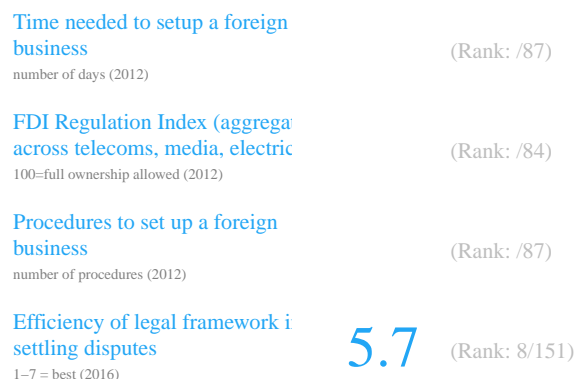 Time needed to setup a foreign
business
(Rank: /87)
number of days (2012)
FDI Regulation Index (aggregat
across telecoms, media, electric
(Rank: /84)
100=full ownership allowed (2012)
Procedures to set up a foreign
business
(Rank: /87)
number of procedures (2012)
Efficiency of legal framework i
settling disputes
5.7 (Rank: 8/151)
1–7 = best (2016)